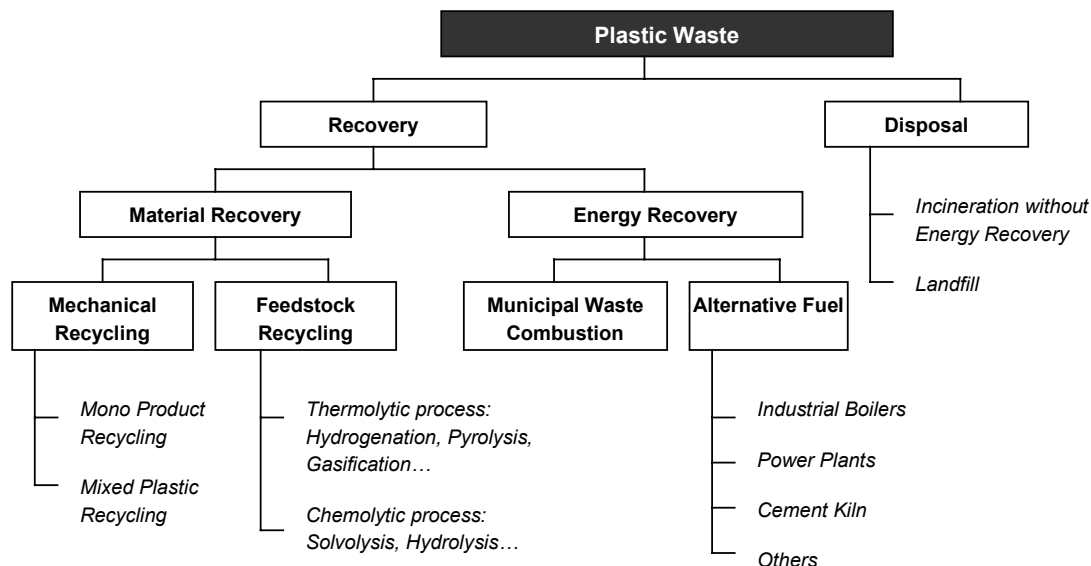 Plastic Waste
Recovery
Disposal
Material Recovery
Energy Recovery
Incineration without
Energy Recovery
Landfill
Mechanical
Recycling
Feedstock
Recycling
Municipal Waste
Combustion
Alternative Fuel
Mono Product
Recycling
Mixed Plastic
Recycling
Thermolytic process:
Hydrogenation, Pyrolysis,
Gasification…
Chemolytic process:
Solvolysis, Hydrolysis…
Industrial Boilers
Power Plants
Cement Kiln
Others